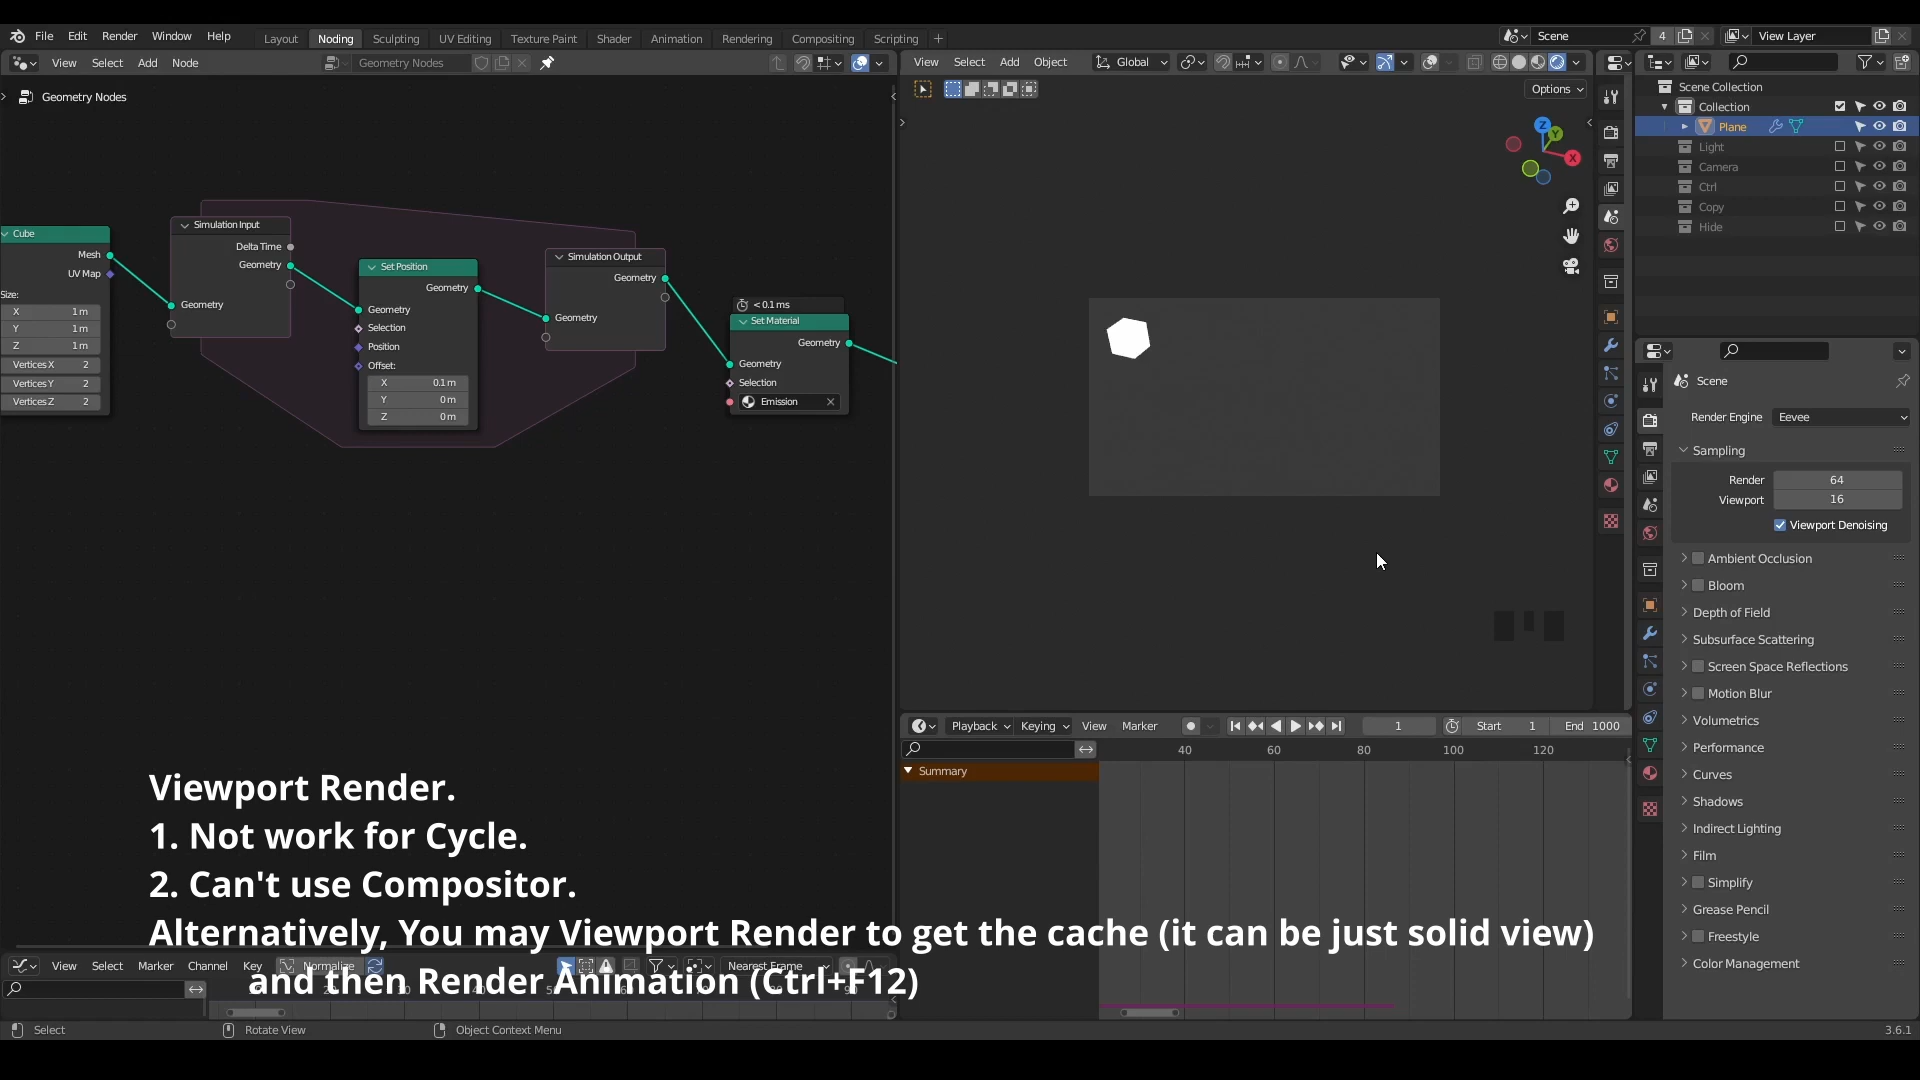 File Edit Render Window Help
Layout Noding Sculpting UV Editing Texture Paint Shader Animation Rendering Compositing Scripting +
Scene 4 View Layer
View Select Add Node Geometry Nodes
View Select Add Object Global
Options
Geometry Nodes
Cube
Mesh
UV Map
Size:
X 1 m
Y 1 m
Z 1 m
Vertices X 2
Vertices Y 2
Vertices Z 2
Simulation Input
Delta Time
Geometry
Geometry
Set Position
Geometry
Geometry
Selection
Position
Offset:
X 0.1 m
Y 0 m
Z 0 m
Simulation Output
Geometry
Geometry
< 0.1 ms
Set Material
Geometry
Geometry
Selection
Emission
Z
Y
X
Scene Collection
Collection
Plane
Light
Camera
Ctrl
Copy
Hide
Scene
Render Engine Eevee
Sampling
Render 64
Viewport 16
Viewport Denoising
Ambient Occlusion
Bloom
Depth of Field
Subsurface Scattering
Screen Space Reflections
Motion Blur
Volumetrics
Performance
Curves
Shadows
Indirect Lighting
Film
Simplify
Grease Pencil
Freestyle
Color Management
Playback Keying View Marker 1 Start 1 End 1000
40 60 80 100 120
Summary
Viewport Render.
1. Not work for Cycle.
2. Can't use Compositor.
Alternatively, You may Viewport Render to get the cache (it can be just solid view)
and then Render Animation (Ctrl+F12)
View Select Marker Channel Key Normalize Nearest Frame
Select Rotate View Object Context Menu 3.6.1